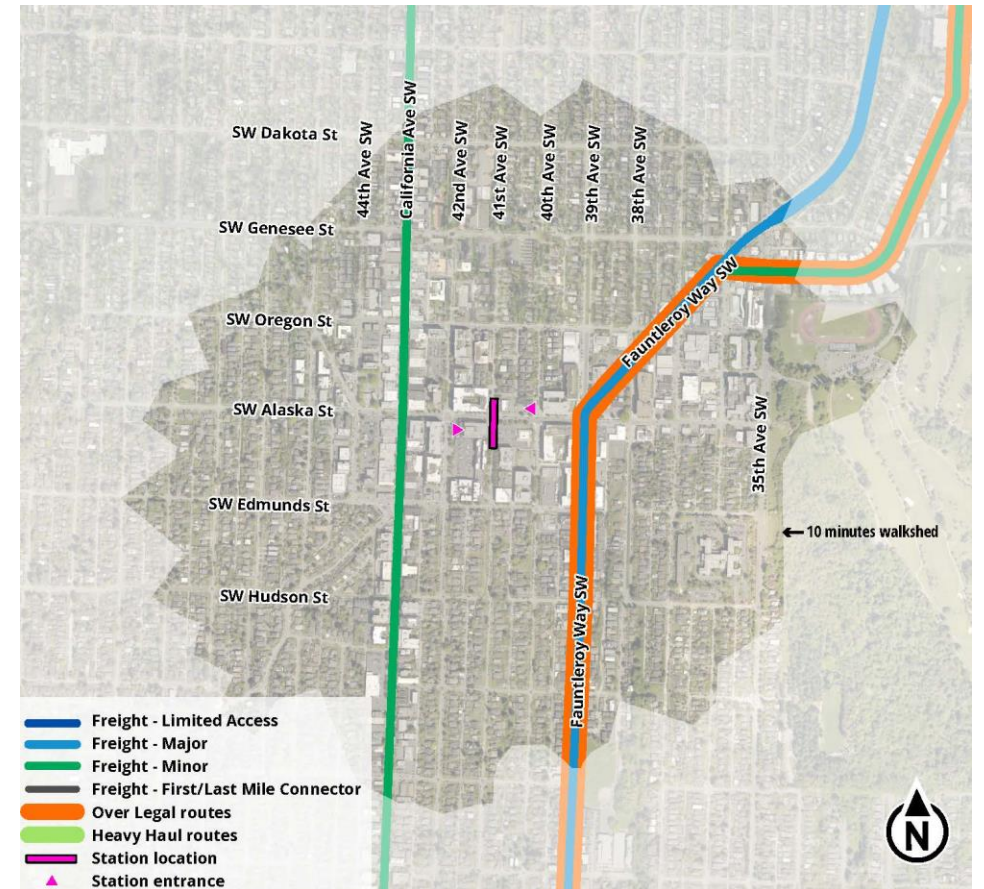 SW Dakota St
44th Ave SW
California Ave SW
42nd Ave SW
41st Ave SW
40th Ave SW
39th Ave SW
38th Ave SW
SW Genesee St
Fauntleroy Way SW
SW Oregon St
SW Alaska St
35th Ave SW
SW Edmunds St
10 minutes walkshed
SW Hudson St
Fauntleroy Way SW
Freight - Limited Access
Freight - Major
Freight - Minor
Freight - First/Last Mile Connector
Over Legal routes
Heavy Haul routes
Station location
Station entrance
N